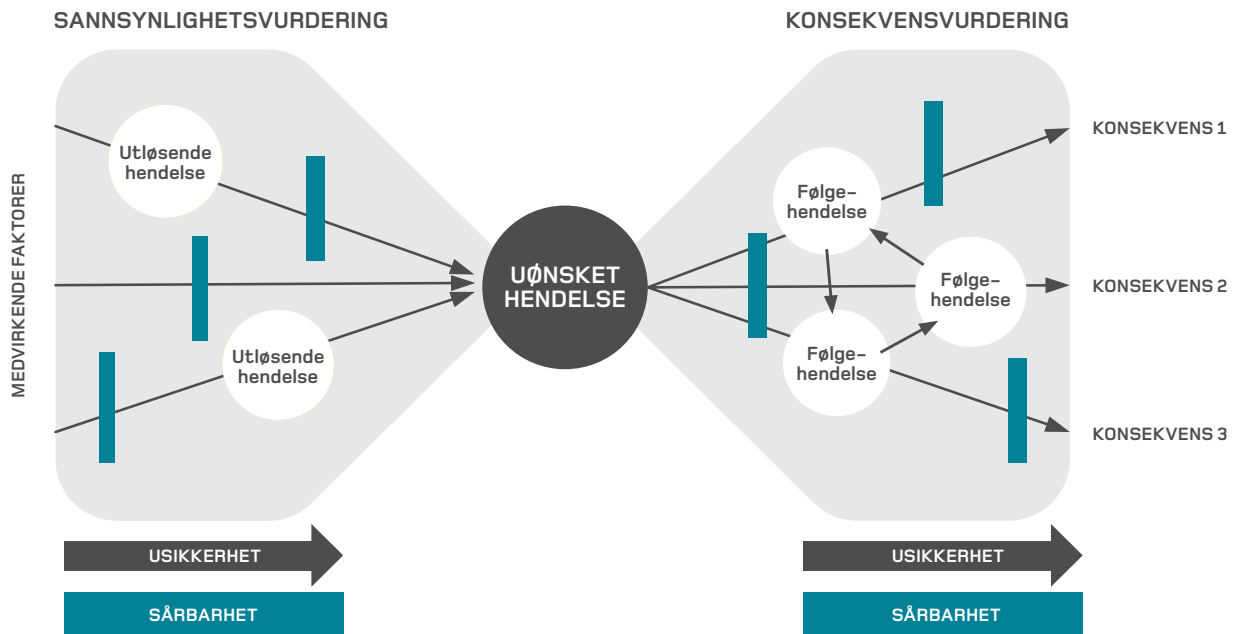 SANNSYNLIGHETSVURDERING
KONSEKVENSVURDERING
MEDVIRKENDE FAKTORER
Utløsende
hendelse
Utløsende
hendelse
UØNSKET
HENDELSE
Følge-
hendelse
Følge-
hendelse
Følge-
hendelse
KONSEKVENS 1
KONSEKVENS 2
KONSEKVENS 3
USIKKERHET
SÅRBARHET
USIKKERHET
SÅRBARHET